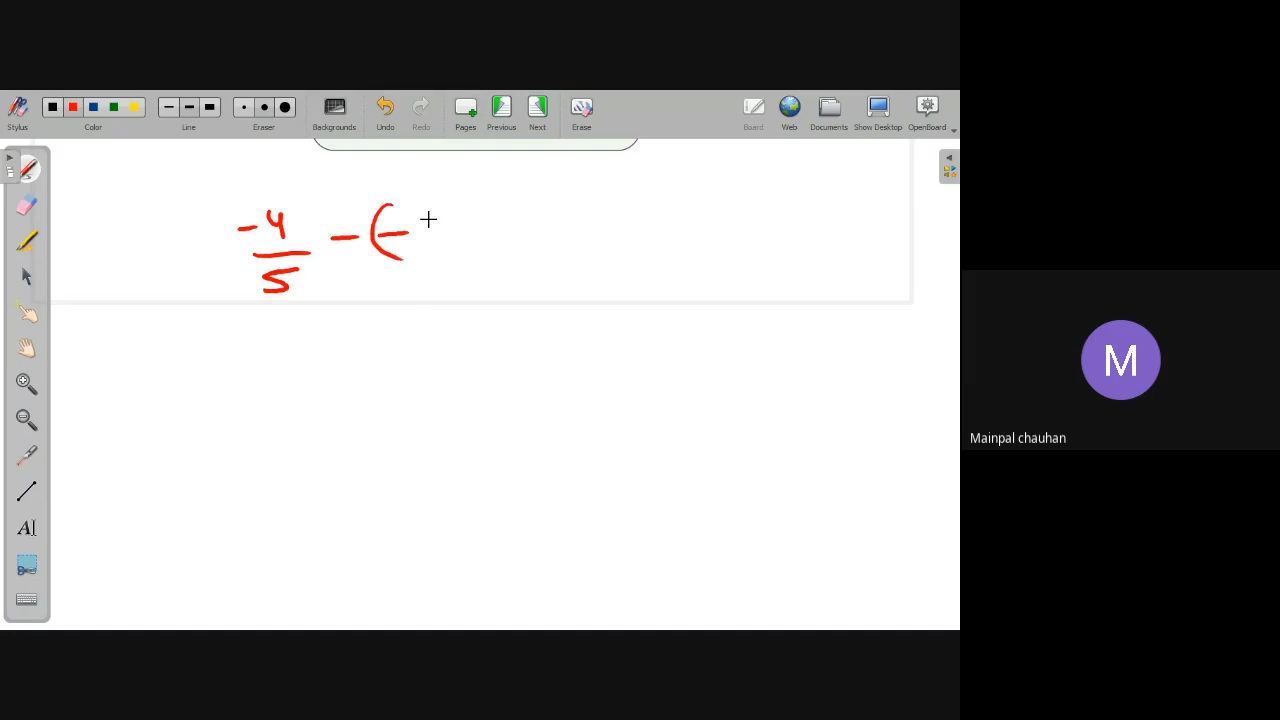 Stylus Color Line Eraser Backgrounds Undo Redo Pages Previous Next Erase Board Web Documents Show Desktop OpenBoard
-4/5 - (-
M
Mainpal chauhan